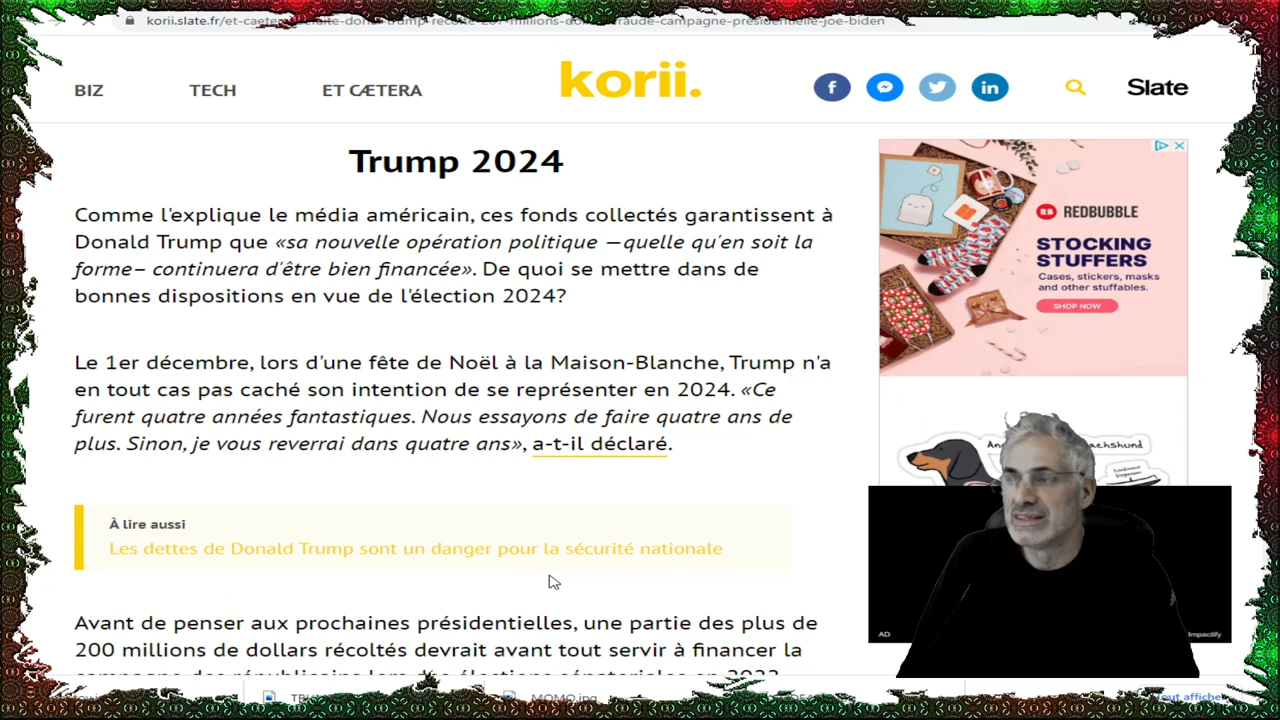 korii.slate.fr/et-caetera
BIZ
TECH
ET CÆTERA
korii.
Slate
Trump 2024
Comme l'explique le média américain, ces fonds collectés garantissent à
Donald Trump que «sa nouvelle opération politique —quelle qu'en soit la
forme— continuera d'être bien financée». De quoi se mettre dans de
bonnes dispositions en vue de l'élection 2024?
Le 1er décembre, lors d'une fête de Noël à la Maison-Blanche, Trump n'a
en tout cas pas caché son intention de se représenter en 2024. «Ce
furent quatre années fantastiques. Nous essayons de faire quatre ans de
plus. Sinon, je vous reverrai dans quatre ans», a-t-il déclaré.
À lire aussi
Les dettes de Donald Trump sont un danger pour la sécurité nationale
Avant de penser aux prochaines présidentielles, une partie des plus de
200 millions de dollars récoltés devrait avant tout servir à financer la
RB REDBUBBLE
STOCKING
STUFFERS
Cases, stickers, masks
and other stuffables.
SHOP NOW
AD
Impactify
MOMO.jpg
Tout affiche